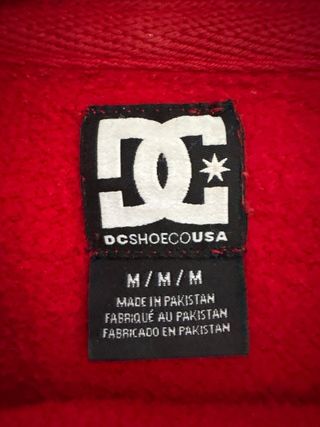 DC
DCSHOECOUSA
M/M/M
MADE IN PAKISTAN
FABRIQUÉ AU PAKISTAN
FABRICADO EN PAKISTAN